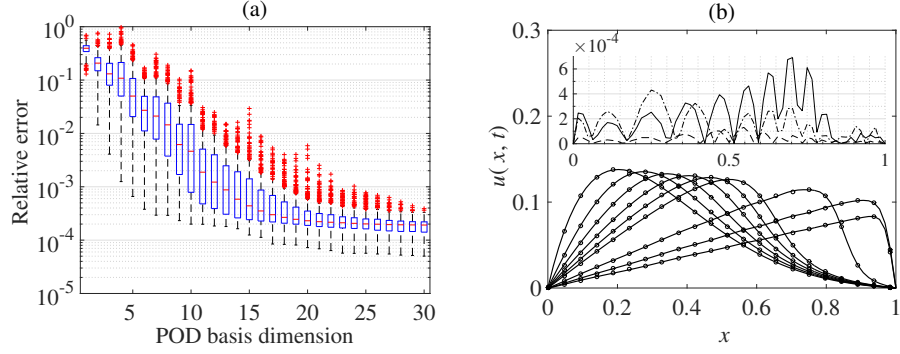 (a)
10^0
10^-1
10^-2
10^-3
10^-4
10^-5
Relative error
5 10 15 20 25 30
POD basis dimension
(b)
0.3
0.2
0.1
0
u( x, t)
×10^-4
6
4
2
0
0 0.5 1
0 0.2 0.4 0.6 0.8 1
x